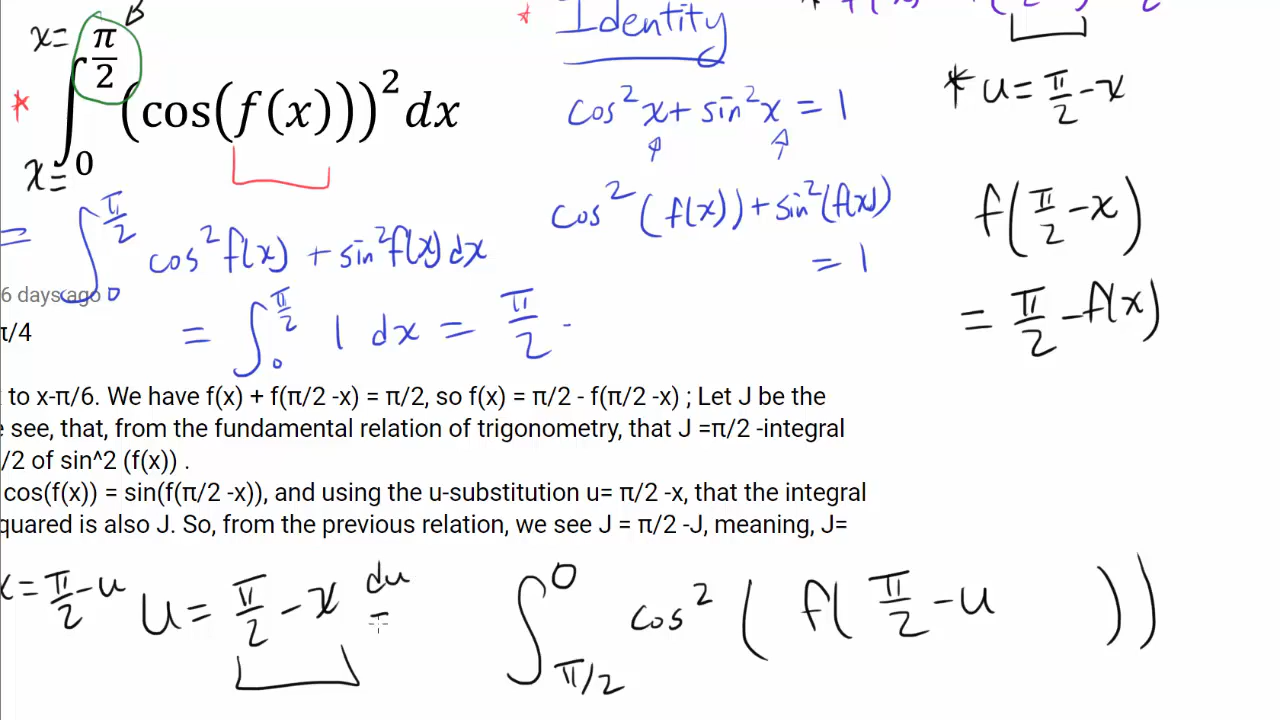 * Identity
x= π/2 B
* ∫₀ (cos(f(x)))² dx
x=
cos²x + sin²x = 1
* u = π/2 - x
cos²(f(x)) + sin²(f(x))
= 1
f(π/2 - x)
= π/2 - f(x)
= ∫₀^(π/2) cos² f(x) + sin² f(x) dx
6 days ago
π/4
= ∫₀^(π/2) 1 dx = π/2 .
to x-π/6. We have f(x) + f(π/2 -x) = π/2, so f(x) = π/2 - f(π/2 -x) ; Let J be the
see, that, from the fundamental relation of trigonometry, that J =π/2 -integral
/2 of sin^2 (f(x)) .
cos(f(x)) = sin(f(π/2 -x)), and using the u-substitution u= π/2 -x, that the integral
quared is also J. So, from the previous relation, we see J = π/2 -J, meaning, J=
x = π/2 - u
u = π/2 - x
du
∫_(π/2)^0 cos² ( f( π/2 - u ))